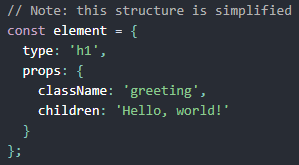 // Note: this structure is simplified
const element = {
  type: 'h1',
  props: {
    className: 'greeting',
    children: 'Hello, world!'
  }
};